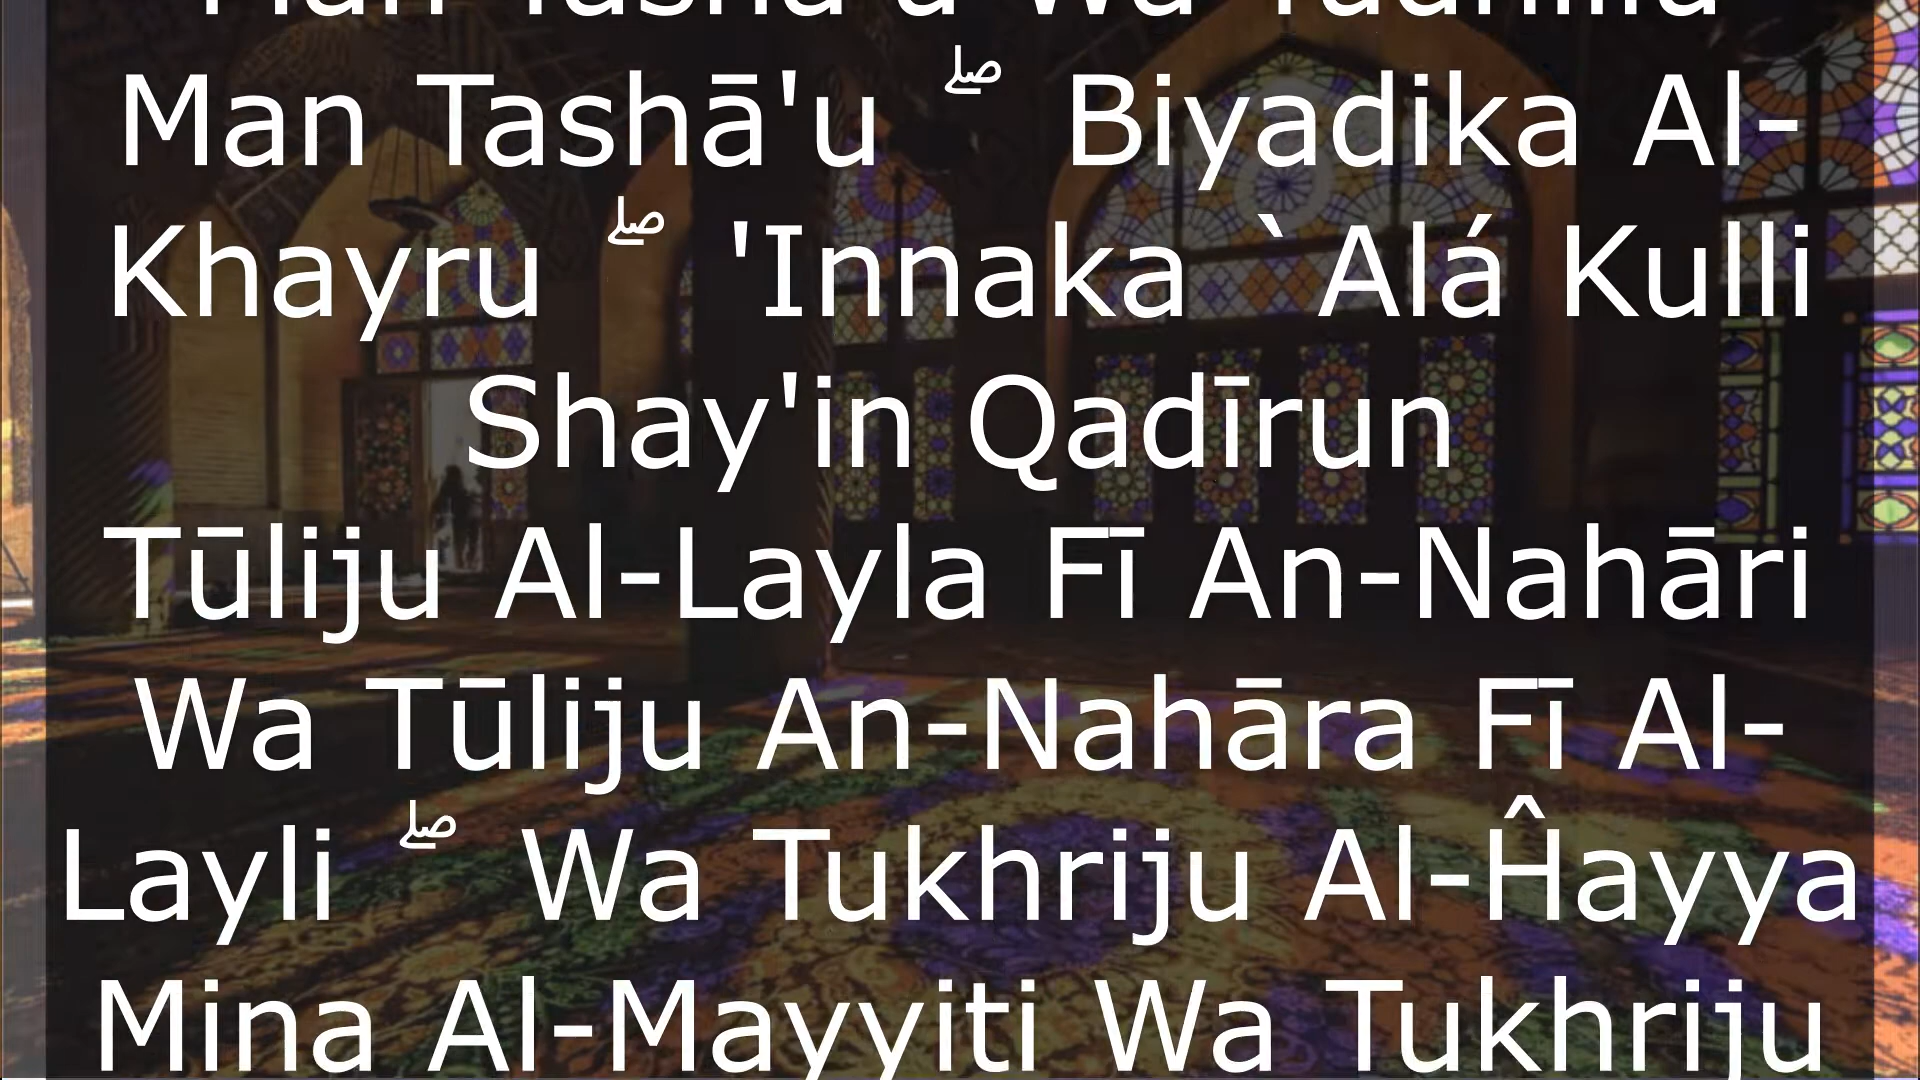 Man Tashā'u ۖ Biyadika Al-
Khayru ۖ 'Innaka `Alá Kulli
Shay'in Qadīrun
Tūliju Al-Layla Fī An-Nahāri
Wa Tūliju An-Nahāra Fī Al-
Layli ۖ Wa Tukhriju Al-Ĥayya
Mina Al-Mayyiti Wa Tukhriju